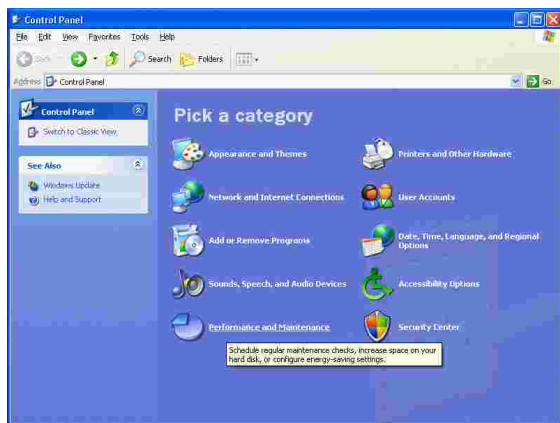 Control Panel
File Edit View Favorites Tools Help
Back Search Folders
Address Control Panel Go
Control Panel
Switch to Classic View
See Also
Windows Update
Help and Support
Pick a category
Appearance and Themes
Printers and Other Hardware
Network and Internet Connections
User Accounts
Add or Remove Programs
Date, Time, Language, and Regional
Options
Sounds, Speech, and Audio Devices
Accessibility Options
Performance and Maintenance
Security Center
Schedule regular maintenance checks, increase space on your
hard disk, or configure energy-saving settings.